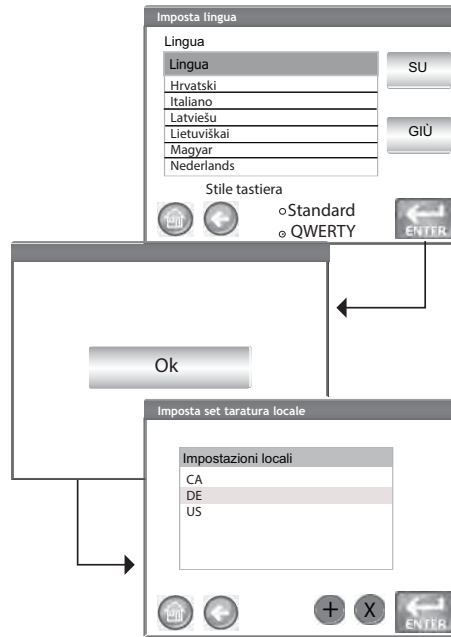 Imposta lingua
Lingua
Lingua
SU
Hrvatski
Italiano
Latviešu
Lietuviškai
GIÙ
Magyar
Nederlands
Stile tastiera
Standard
QWERTY
ENTER
Ok
Imposta set taratura locale
Impostazioni locali
CA
DE
US
+ X
ENTER